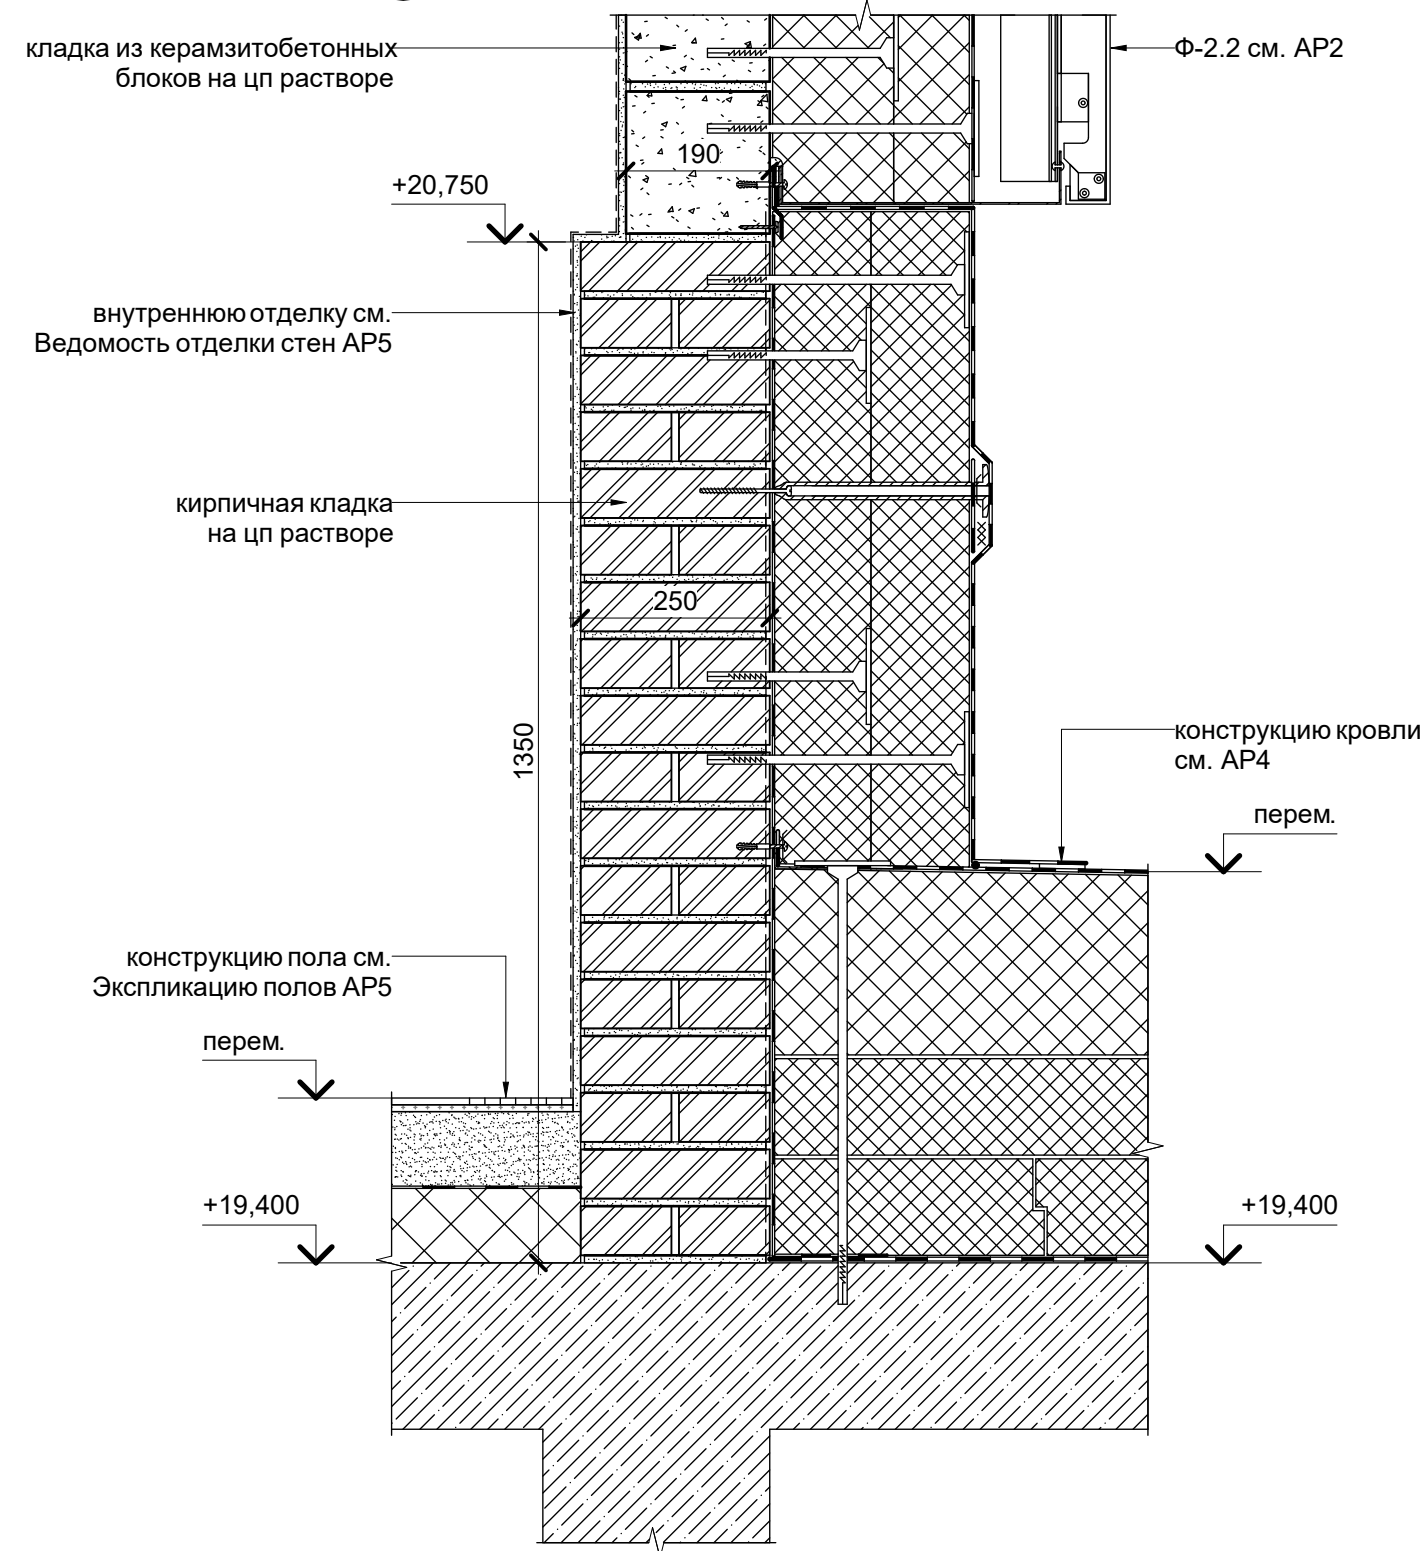 кладка из керамзитобетонных
блоков на цп растворе
Ф-2.2 см. АР2
190
+20,750
внутреннюю отделку см.
Ведомость отделки стен АР5
кирпичная кладка
на цп растворе
250
1350
конструкцию кровли
см. АР4
перем.
конструкцию пола см.
Экспликацию полов АР5
перем.
+19,400
+19,400